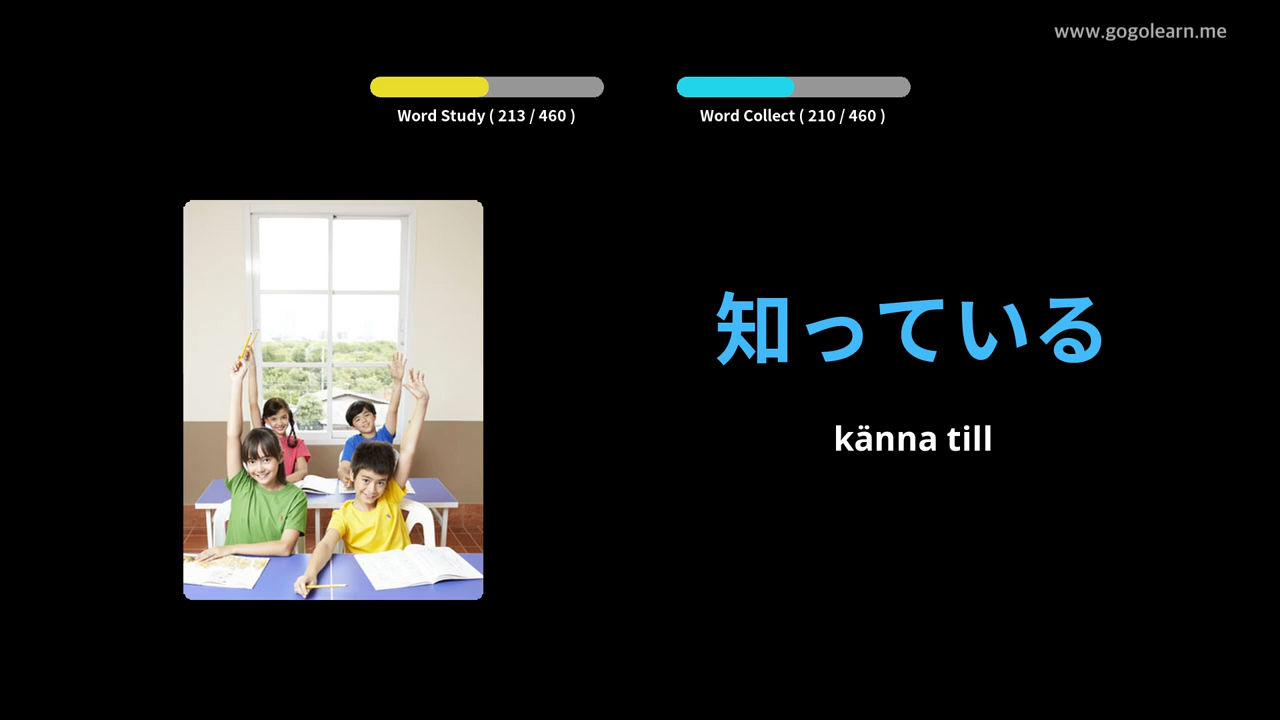 www.gogolearn.me
Word Study ( 213 / 460 )
Word Collect ( 210 / 460 )
知っている
känna till